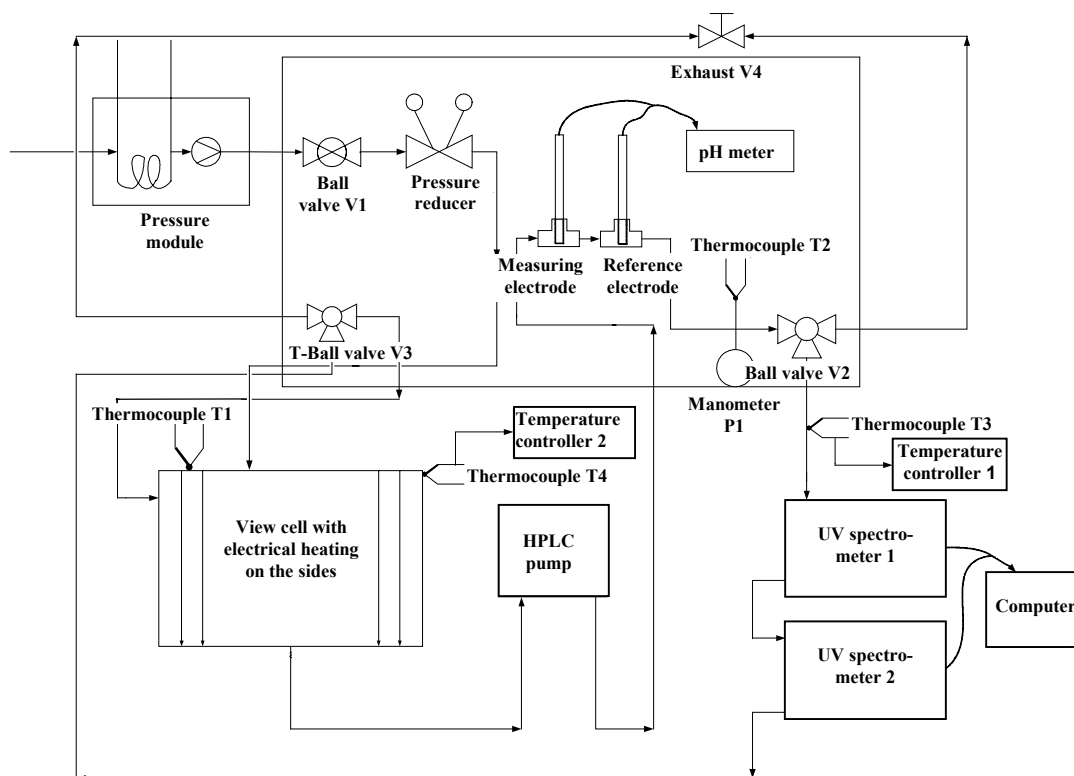 Exhaust V4
pH meter
Ball
valve V1
Pressure
reducer
Pressure
module
Thermocouple T2
Measuring
electrode
Reference
electrode
T-Ball valve V3
Ball valve V2
Thermocouple T1
Manometer
P1
Temperature
controller 2
Thermocouple T3
Temperature
controller 1
Thermocouple T4
View cell with
electrical heating
on the sides
HPLC
pump
UV spectro-
meter 1
Computer
UV spectro-
meter 2